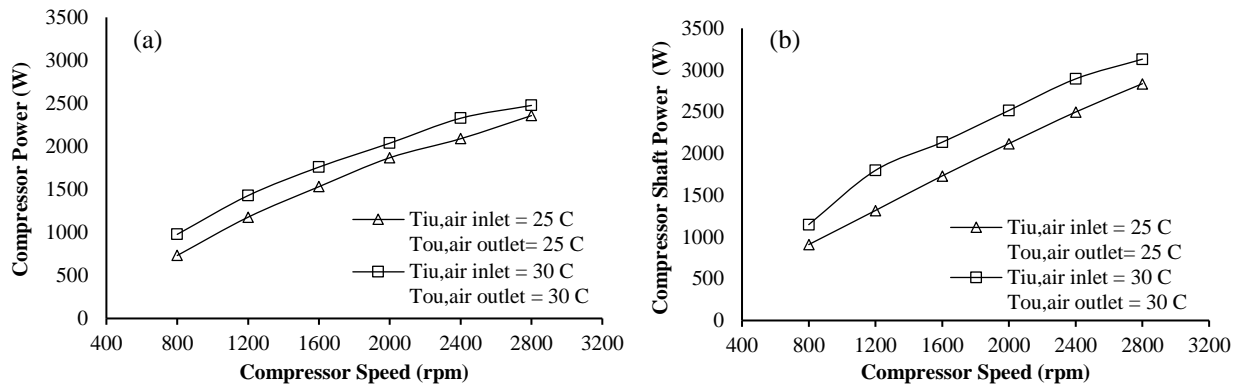 (a)
3500
3000
2500
2000
1500
1000
500
0
Compressor Power (W)
Tiu,air inlet = 25 C
Tou,air outlet= 25 C
Tiu,air inlet = 30 C
Tou,air outlet = 30 C
400 800 1200 1600 2000 2400 2800 3200
Compressor Speed (rpm)
(b)
3500
3000
2500
2000
1500
1000
500
0
Compressor Shaft Power (W)
Tiu,air inlet = 25 C
Tou,air outlet= 25 C
Tiu,air inlet = 30 C
Tou,air outlet = 30 C
400 800 1200 1600 2000 2400 2800 3200
Compressor Speed (rpm)